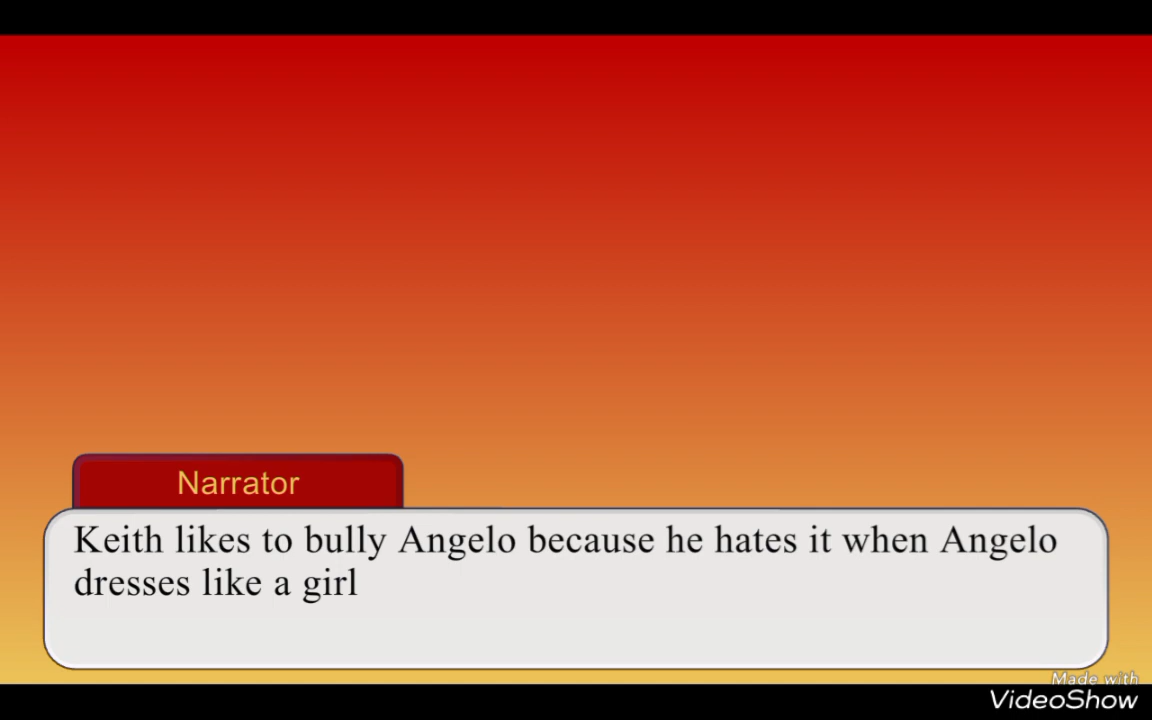 Narrator
Keith likes to bully Angelo because he hates it when Angelo
dresses like a girl
Made with
VideoShow